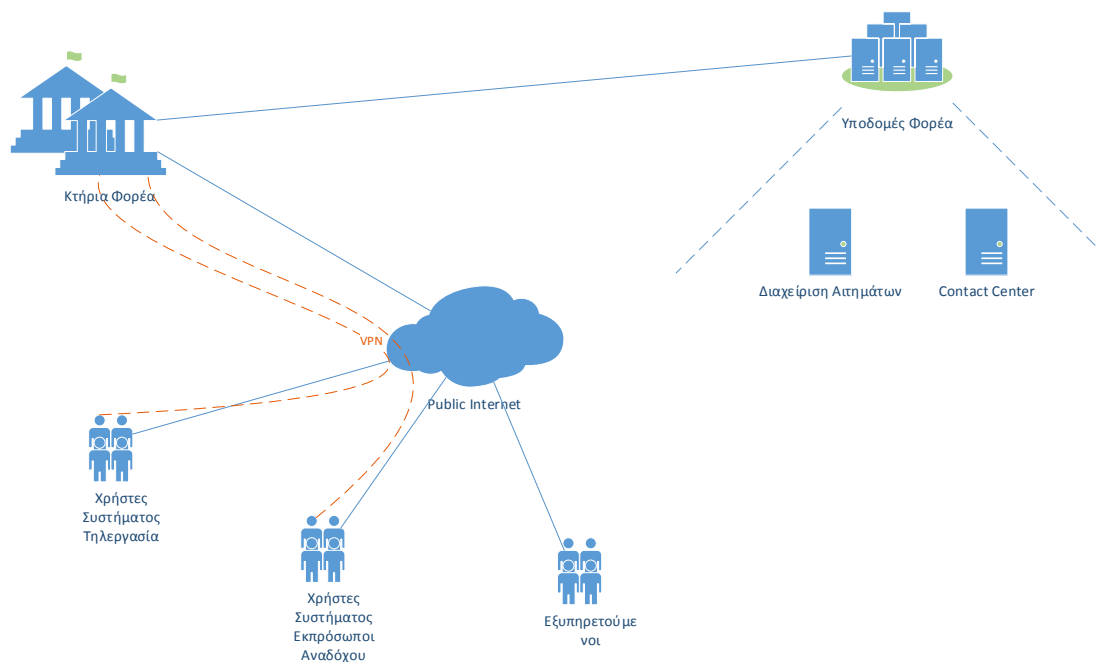 Υποδομές Φορέα
Κτήρια Φορέα
Διαχείριση Αιτημάτων
Contact Center
VPN
Public Internet
Χρήστες
Συστήματος
Τηλεργασία
Χρήστες
Συστήματος
Εκπρόσωποι
Αναδόχου
Εξυπηρετούμε
νοι